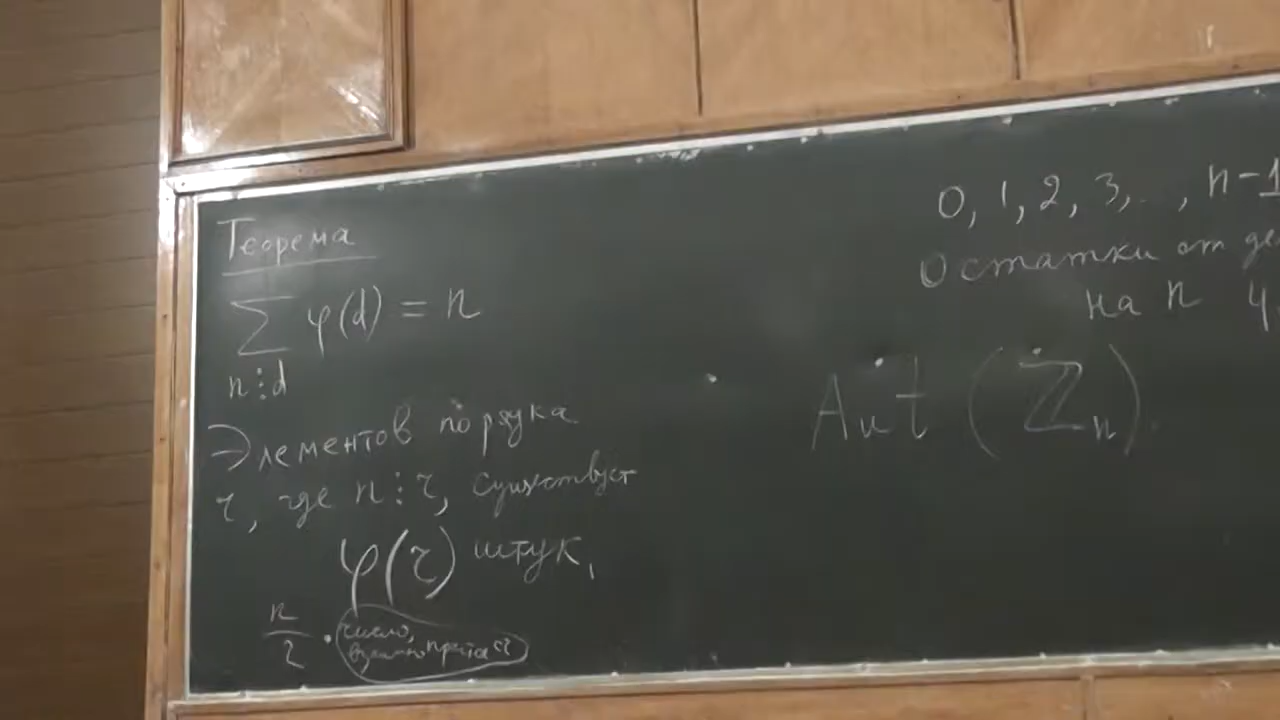 Теорема
∑ φ(d) = n
n⋮d
Элементов порядка
r, где n⋮r, существует
φ(r) штук,
n/r · число,
взаимно простое с r
0, 1, 2, 3, .. , n-1
Остатки от де
на n
Aut (ℤn).